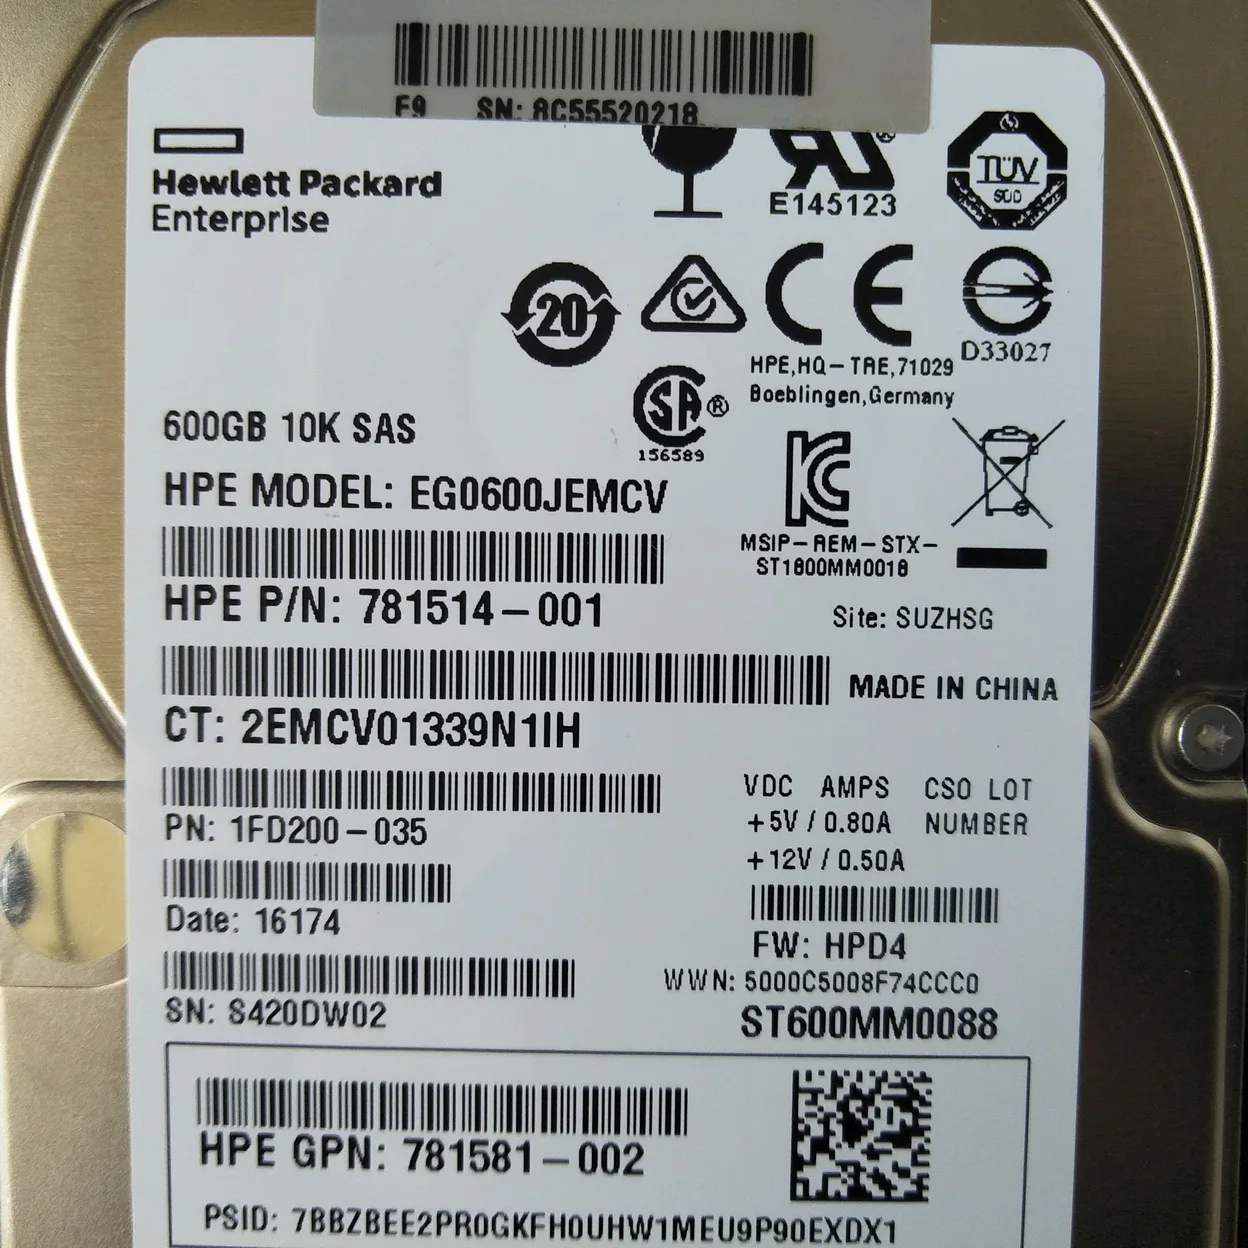 F9 SN: 8C55520218
Hewlett Packard
Enterprise
E145123
TÜV
SÜD
20
CE
D33027
HPE,HQ-TRE,71029
Boeblingen,Germany
SA ®
156589
600GB 10K SAS
HPE MODEL: EG0600JEMCV
MSIP-REM-STX-
ST1800MM0018
HPE P/N: 781514-001
Site: SUZHSG
MADE IN CHINA
CT: 2EMCV01339N1IH
VDC AMPS CSO LOT
+5V / 0.80A NUMBER
+12V / 0.50A
PN: 1FD200-035
Date: 16174
FW: HPD4
WWN: 5000C5008F74CCC0
SN: S420DW02
ST600MM0088
HPE GPN: 781581-002
PSID: 7BBZBEE2PR0GKFH0UHW1MEU9P90EXDX1